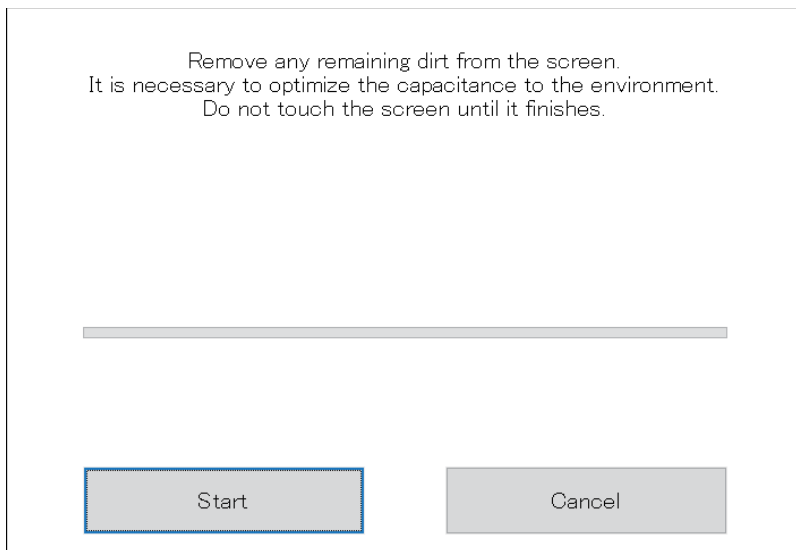 Remove any remaining dirt from the screen.
It is necessary to optimize the capacitance to the environment.
Do not touch the screen until it finishes.
Start
Cancel